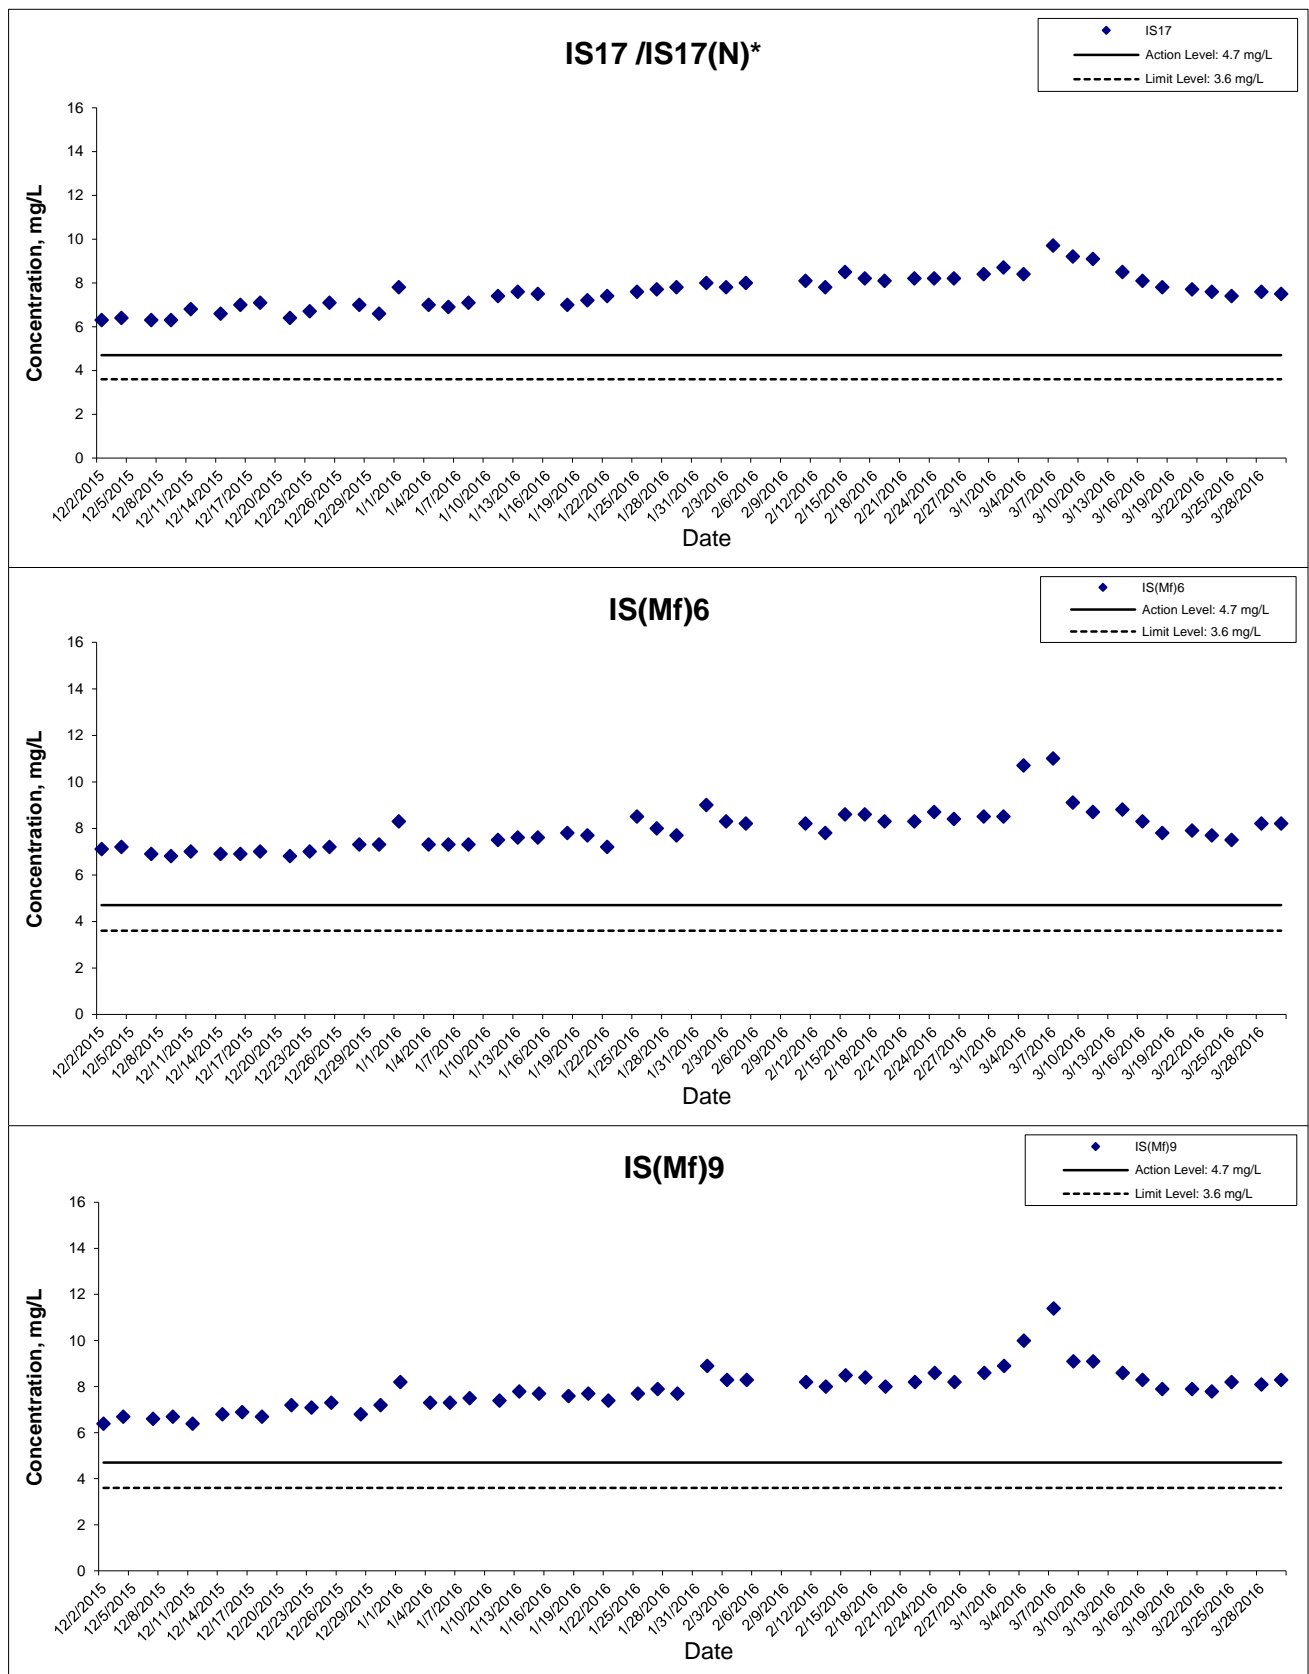 IS17 /IS17(N)*
IS17
Action Level: 4.7 mg/L
Limit Level: 3.6 mg/L
Concentration, mg/L
16
14
12
10
8
6
4
2
0
12/2/2015 12/5/2015 12/8/2015 12/11/2015 12/14/2015 12/17/2015 12/20/2015 12/23/2015 12/26/2015 12/29/2015 1/1/2016 1/4/2016 1/7/2016 1/10/2016 1/13/2016 1/16/2016 1/19/2016 1/22/2016 1/25/2016 1/28/2016 1/31/2016 2/3/2016 2/6/2016 2/9/2016 2/12/2016 2/15/2016 2/18/2016 2/21/2016 2/24/2016 2/27/2016 3/1/2016 3/4/2016 3/7/2016 3/10/2016 3/13/2016 3/16/2016 3/19/2016 3/22/2016 3/25/2016 3/28/2016
Date
IS(Mf)6
IS(Mf)6
Action Level: 4.7 mg/L
Limit Level: 3.6 mg/L
Concentration, mg/L
16
14
12
10
8
6
4
2
0
12/2/2015 12/5/2015 12/8/2015 12/11/2015 12/14/2015 12/17/2015 12/20/2015 12/23/2015 12/26/2015 12/29/2015 1/1/2016 1/4/2016 1/7/2016 1/10/2016 1/13/2016 1/16/2016 1/19/2016 1/22/2016 1/25/2016 1/28/2016 1/31/2016 2/3/2016 2/6/2016 2/9/2016 2/12/2016 2/15/2016 2/18/2016 2/21/2016 2/24/2016 2/27/2016 3/1/2016 3/4/2016 3/7/2016 3/10/2016 3/13/2016 3/16/2016 3/19/2016 3/22/2016 3/25/2016 3/28/2016
Date
IS(Mf)9
IS(Mf)9
Action Level: 4.7 mg/L
Limit Level: 3.6 mg/L
Concentration, mg/L
16
14
12
10
8
6
4
2
0
12/2/2015 12/5/2015 12/8/2015 12/11/2015 12/14/2015 12/17/2015 12/20/2015 12/23/2015 12/26/2015 12/29/2015 1/1/2016 1/4/2016 1/7/2016 1/10/2016 1/13/2016 1/16/2016 1/19/2016 1/22/2016 1/25/2016 1/28/2016 1/31/2016 2/3/2016 2/6/2016 2/9/2016 2/12/2016 2/15/2016 2/18/2016 2/21/2016 2/24/2016 2/27/2016 3/1/2016 3/4/2016 3/7/2016 3/10/2016 3/13/2016 3/16/2016 3/19/2016 3/22/2016 3/25/2016 3/28/2016
Date